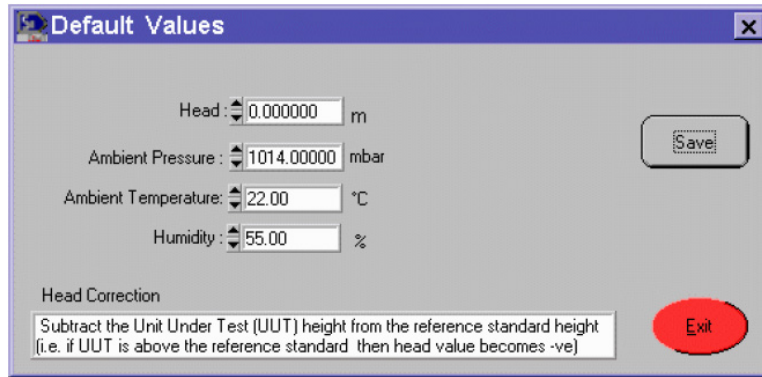 Default Values
Head : 0.000000 m
Ambient Pressure : 1014.00000 mbar
Ambient Temperature: 22.00 °C
Humidity : 55.00 %
Save
Head Correction
Subtract the Unit Under Test (UUT) height from the reference standard height
(i.e. if UUT is above the reference standard then head value becomes -ve)
Exit